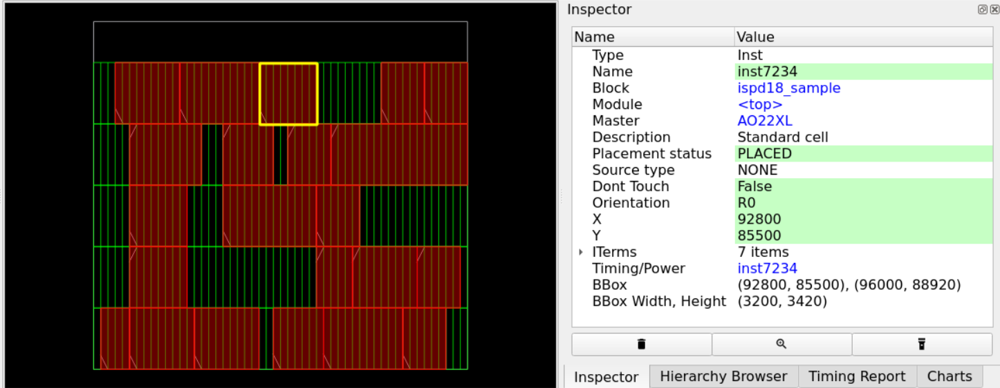 Inspector
Name Value
Type Inst
Name inst7234
Block ispd18_sample
Module <top>
Master AO22XL
Description Standard cell
Placement status PLACED
Source type NONE
Dont Touch False
Orientation R0
X 92800
Y 85500
ITerms 7 items
Timing/Power inst7234
BBox (92800, 85500), (96000, 88920)
BBox Width, Height (3200, 3420)
Inspector Hierarchy Browser Timing Report Charts